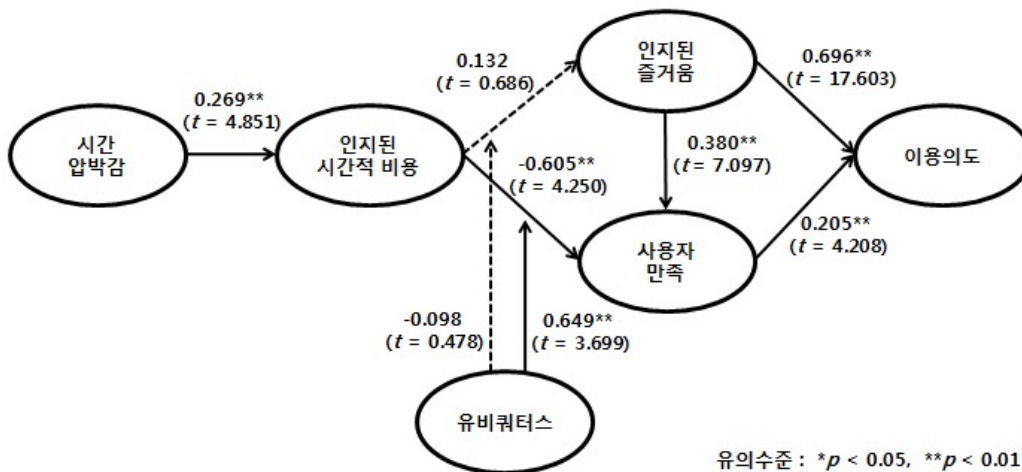 인지된
즐거움
0.132
(t = 0.686)
0.696**
(t = 17.603)
0.269**
(t = 4.851)
시간
압박감
인지된
시간적 비용
0.380**
(t = 7.097)
-0.605**
(t = 4.250)
이용의도
0.205**
(t = 4.208)
사용자
만족
-0.098
(t = 0.478)
0.649**
(t = 3.699)
유비쿼터스
유의수준 : *p < 0.05, **p < 0.01